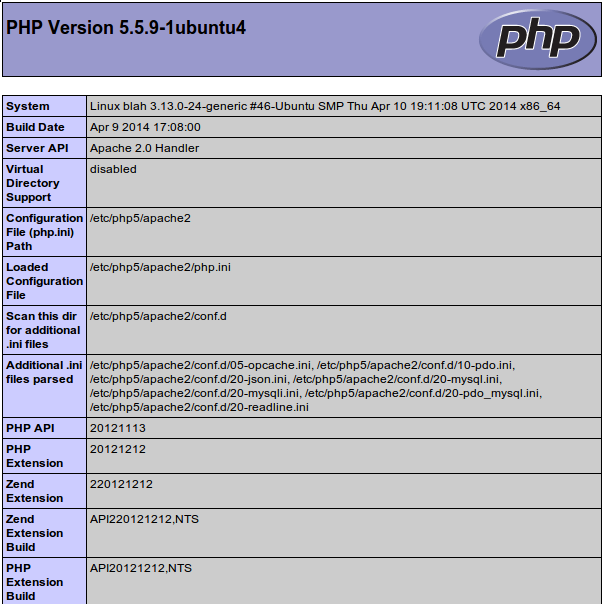 PHP Version 5.5.9-1ubuntu4
php
System
Linux blah 3.13.0-24-generic #46-Ubuntu SMP Thu Apr 10 19:11:08 UTC 2014 x86_64
Build Date
Apr 9 2014 17:08:00
Server API
Apache 2.0 Handler
Virtual
Directory
Support
disabled
Configuration
File (php.ini)
Path
/etc/php5/apache2
Loaded
Configuration
File
/etc/php5/apache2/php.ini
Scan this dir
for additional
.ini files
/etc/php5/apache2/conf.d
Additional .ini
files parsed
/etc/php5/apache2/conf.d/05-opcache.ini, /etc/php5/apache2/conf.d/10-pdo.ini,
/etc/php5/apache2/conf.d/20-json.ini, /etc/php5/apache2/conf.d/20-mysql.ini,
/etc/php5/apache2/conf.d/20-mysqli.ini, /etc/php5/apache2/conf.d/20-pdo_mysql.ini,
/etc/php5/apache2/conf.d/20-readline.ini
PHP API
20121113
PHP
Extension
20121212
Zend
Extension
220121212
Zend
Extension
Build
API220121212,NTS
PHP
Extension
Build
API20121212,NTS